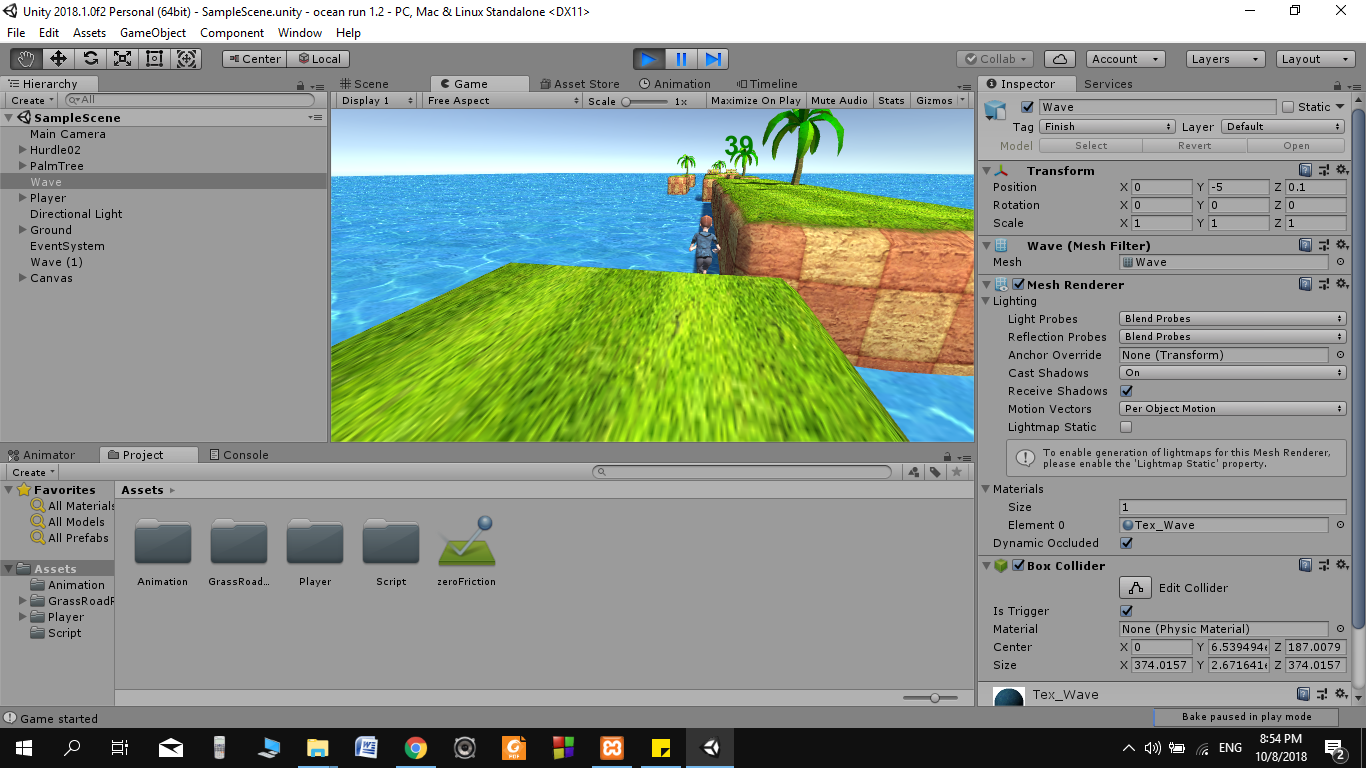 Unity 2018.1.0f2 Personal (64bit) - SampleScene.unity - ocean run 1.2 - PC, Mac & Linux Standalone <DX11>
File Edit Assets GameObject Component Window Help
Center Local Collab Account Layers Layout
Hierarchy
Create All
SampleScene
Main Camera
Hurdle02
PalmTree
Wave
Player
Directional Light
Ground
EventSystem
Wave (1)
Canvas
Scene Game Asset Store Animation Timeline
Display 1 Free Aspect Scale 1x Maximize On Play Mute Audio Stats Gizmos
39
Inspector Services
Wave Static
Tag Finish Layer Default
Model Select Revert Open
Transform
Position X 0 Y -5 Z 0.1
Rotation X 0 Y 0 Z 0
Scale X 1 Y 1 Z 1
Wave (Mesh Filter)
Mesh Wave
Mesh Renderer
Lighting
Light Probes Blend Probes
Reflection Probes Blend Probes
Anchor Override None (Transform)
Cast Shadows On
Receive Shadows
Motion Vectors Per Object Motion
Lightmap Static
To enable generation of lightmaps for this Mesh Renderer,
please enable the 'Lightmap Static' property.
Materials
Size 1
Element 0 Tex_Wave
Dynamic Occluded
Box Collider
Edit Collider
Is Trigger
Material None (Physic Material)
Center X 0 Y 6.539494e Z 187.0079
Size X 374.0157 Y 2.671641e Z 374.0157
Tex_Wave
Animator Project Console
Create
Favorites
All Materials
All Models
All Prefabs
Assets
Animation
GrassRoadR
Player
Script
Assets
Animation GrassRoad... Player Script zeroFriction
Game started
Bake paused in play mode
ENG 8:54 PM
10/8/2018
2